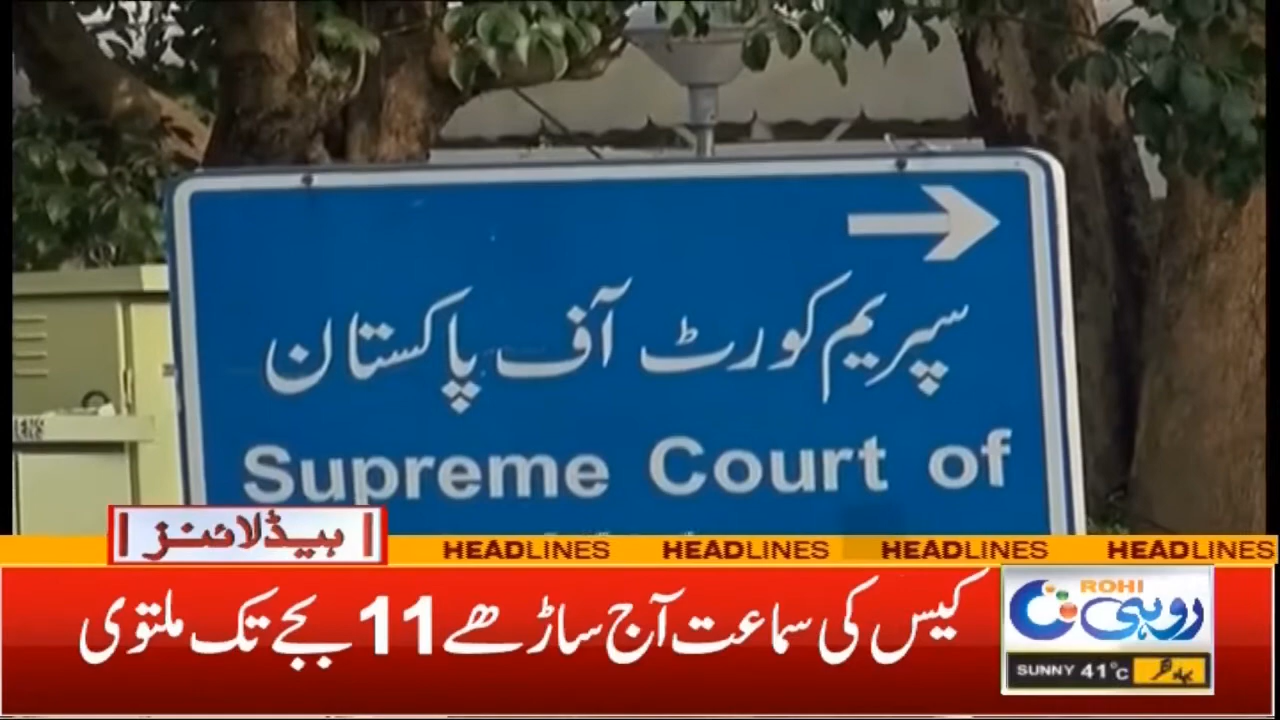 سپریم کورٹ آف پاکستان
Supreme Court of
ہیڈلائنز
HEADLINES HEADLINES HEADLINES HEADLINES
کیس کی سماعت آج ساڑھے 11 بجے تک ملتوی
ROHI
روہی
SUNNY 41°C